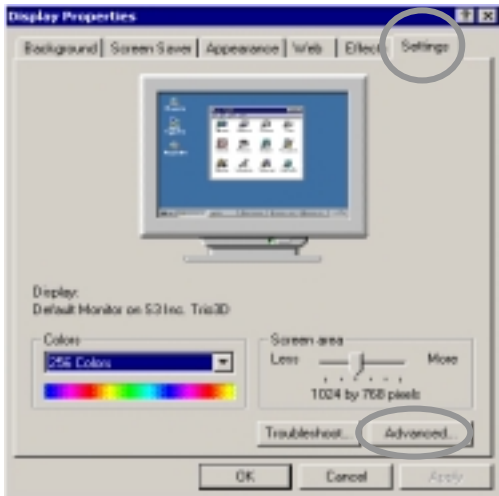 Display Properties
Background Screen Saver Appearance Web Effects Settings
Display:
Default Monitor on S3 Inc. Trio3D
Colors
256 Colors
Screen area
Less More
1024 by 768 pixels
Troubleshoot... Advanced...
OK Cancel Apply